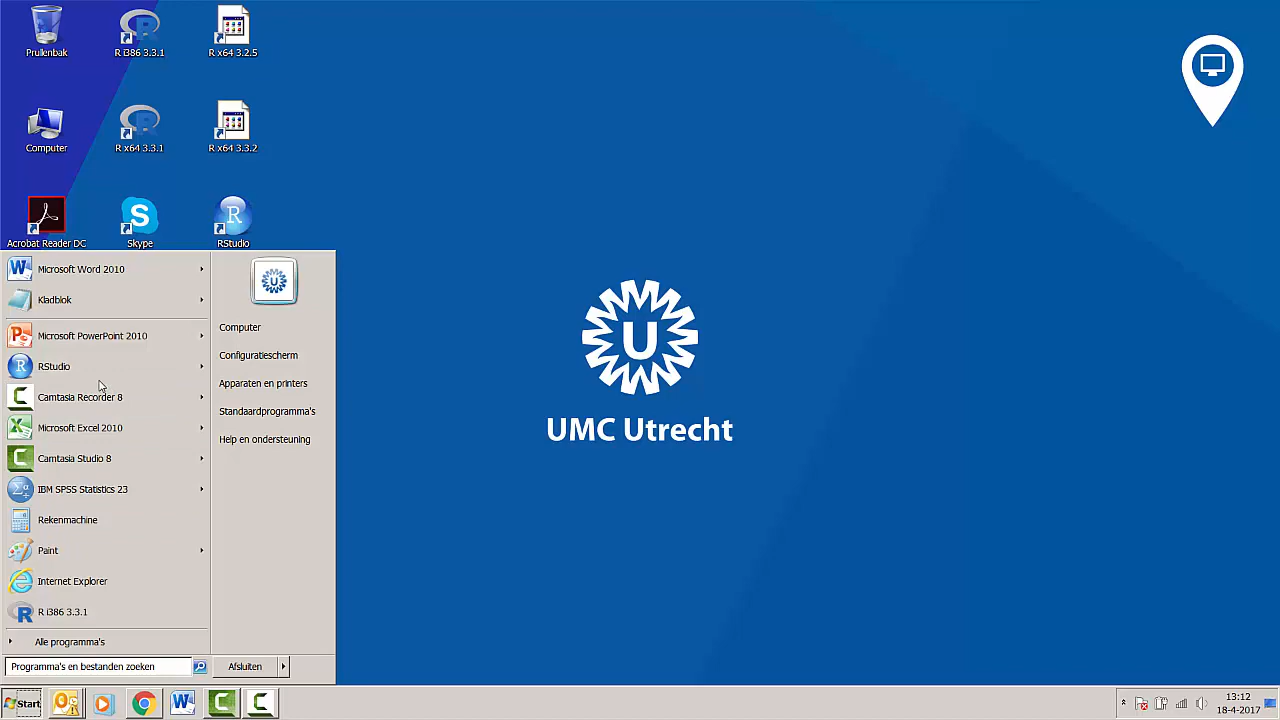 Prullenbak
R i386 3.3.1
R x64 3.2.5
Computer
R x64 3.3.1
R x64 3.3.2
Acrobat Reader DC
Skype
RStudio
Microsoft Word 2010
Kladblok
Microsoft PowerPoint 2010
RStudio
Camtasia Recorder 8
Microsoft Excel 2010
Camtasia Studio 8
IBM SPSS Statistics 23
Rekenmachine
Paint
Internet Explorer
R i386 3.3.1
Alle programma's
Programma's en bestanden zoeken
Computer
Configuratiescherm
Apparaten en printers
Standaardprogramma's
Help en ondersteuning
Afsluiten
U
UMC Utrecht
Start
13:12
18-4-2017